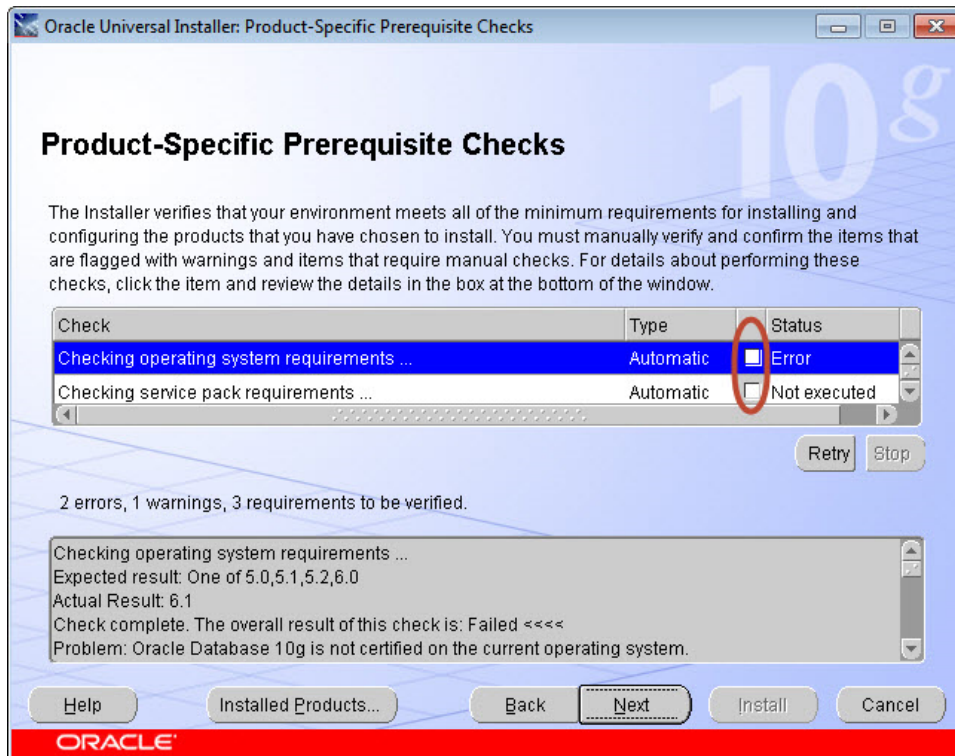 Oracle Universal Installer: Product-Specific Prerequisite Checks
10g
Product-Specific Prerequisite Checks
The Installer verifies that your environment meets all of the minimum requirements for installing and
configuring the products that you have chosen to install. You must manually verify and confirm the items that
are flagged with warnings and items that require manual checks. For details about performing these
checks, click the item and review the details in the box at the bottom of the window.
Check Type Status
Checking operating system requirements ... Automatic Error
Checking service pack requirements ... Automatic Not executed
Retry Stop
2 errors, 1 warnings, 3 requirements to be verified.
Checking operating system requirements ...
Expected result: One of 5.0,5.1,5.2,6.0
Actual Result: 6.1
Check complete. The overall result of this check is: Failed <<<<
Problem: Oracle Database 10g is not certified on the current operating system.
Help Installed Products... Back Next Install Cancel
ORACLE